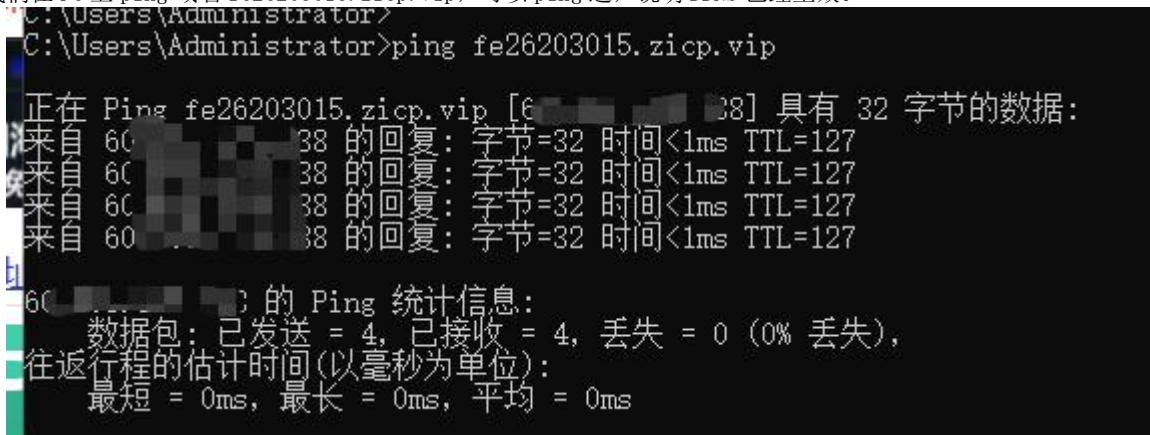 C:\Users\Administrator>
C:\Users\Administrator>ping fe26203015.zicp.vip
正在 Ping fe26203015.zicp.vip [6 38] 具有 32 字节的数据:
来自 60 38 的回复: 字节=32 时间<1ms TTL=127
来自 60 38 的回复: 字节=32 时间<1ms TTL=127
来自 60 38 的回复: 字节=32 时间<1ms TTL=127
来自 60 38 的回复: 字节=32 时间<1ms TTL=127
60 的 Ping 统计信息:
数据包: 已发送 = 4, 已接收 = 4, 丢失 = 0 (0% 丢失),
往返行程的估计时间(以毫秒为单位):
最短 = 0ms, 最长 = 0ms, 平均 = 0ms